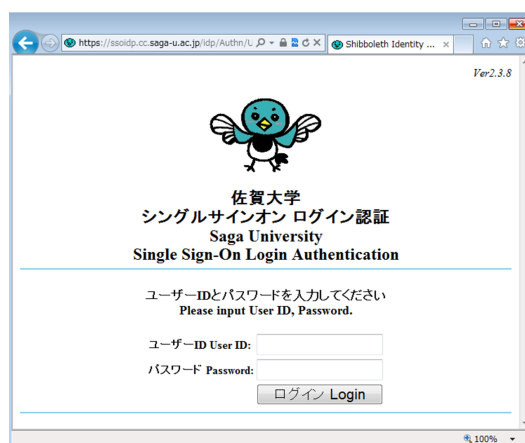 https://ssoidp.cc.saga-u.ac.jp/idp/Authn/U
Shibboleth Identity ...
Ver2.3.8
佐賀大学
シングルサインオン ログイン認証
Saga University
Single Sign-On Login Authentication
ユーザーIDとパスワードを入力してください
Please input User ID, Password.
ユーザーID User ID:
パスワード Password:
ログイン Login
100%